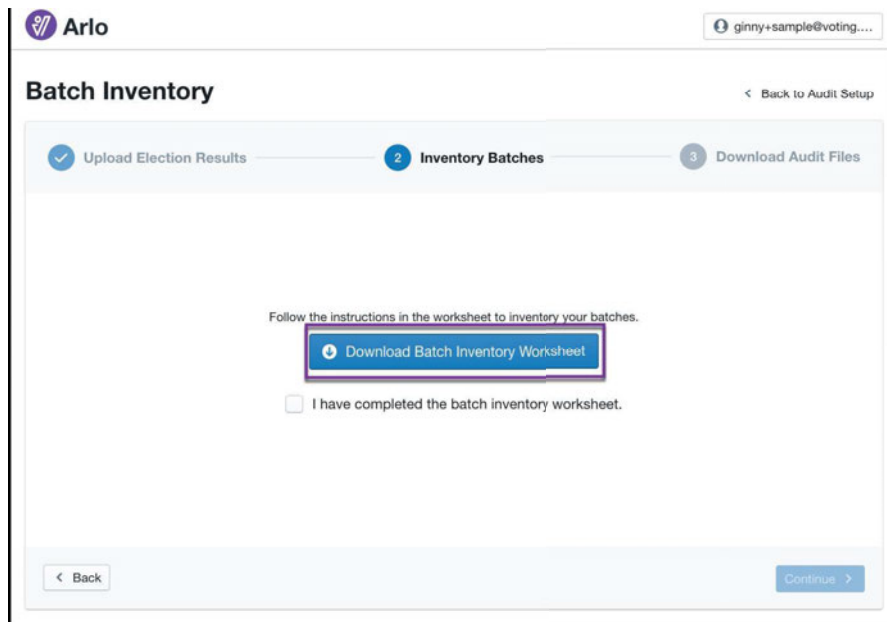 Arlo
ginny+sample@voting....
Batch Inventory
Back to Audit Setup
Upload Election Results
2 Inventory Batches
3 Download Audit Files
Follow the instructions in the worksheet to inventory your batches.
Download Batch Inventory Worksheet
I have completed the batch inventory worksheet.
Back
Continue